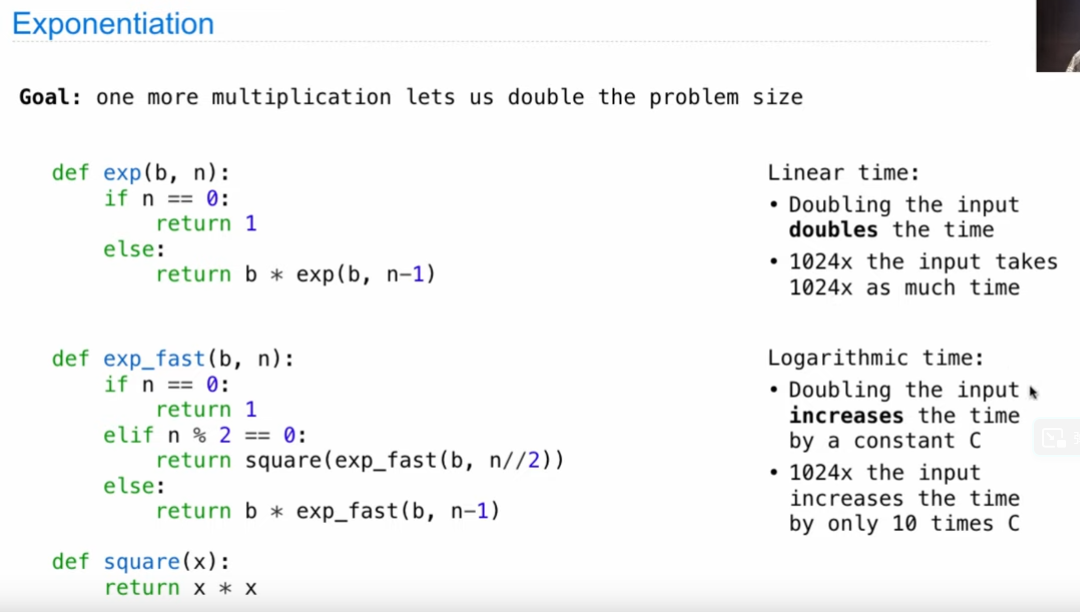 Exponentiation
Goal: one more multiplication lets us double the problem size
def exp(b, n):
    if n == 0:
        return 1
    else:
        return b * exp(b, n-1)
Linear time:
• Doubling the input
doubles the time
• 1024x the input takes
1024x as much time
def exp_fast(b, n):
    if n == 0:
        return 1
    elif n % 2 == 0:
        return square(exp_fast(b, n//2))
    else:
        return b * exp_fast(b, n-1)
def square(x):
    return x * x
Logarithmic time:
• Doubling the input
increases the time
by a constant C
• 1024x the input
increases the time
by only 10 times C